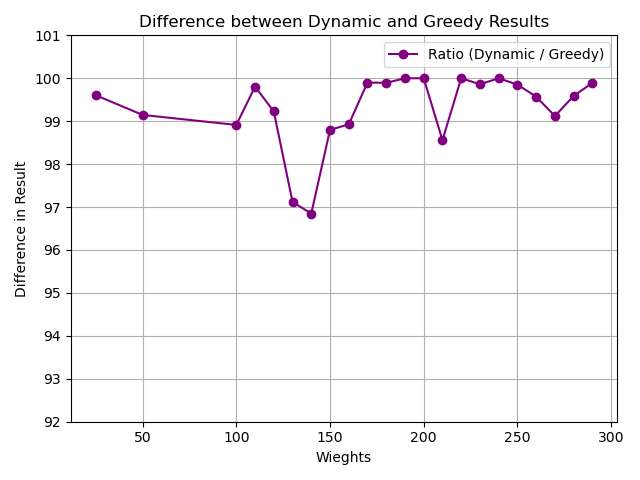 Difference between Dynamic and Greedy Results
Ratio (Dynamic / Greedy)
Difference in Result
101
100
99
98
97
96
95
94
93
92
50 100 150 200 250 300
Wieghts